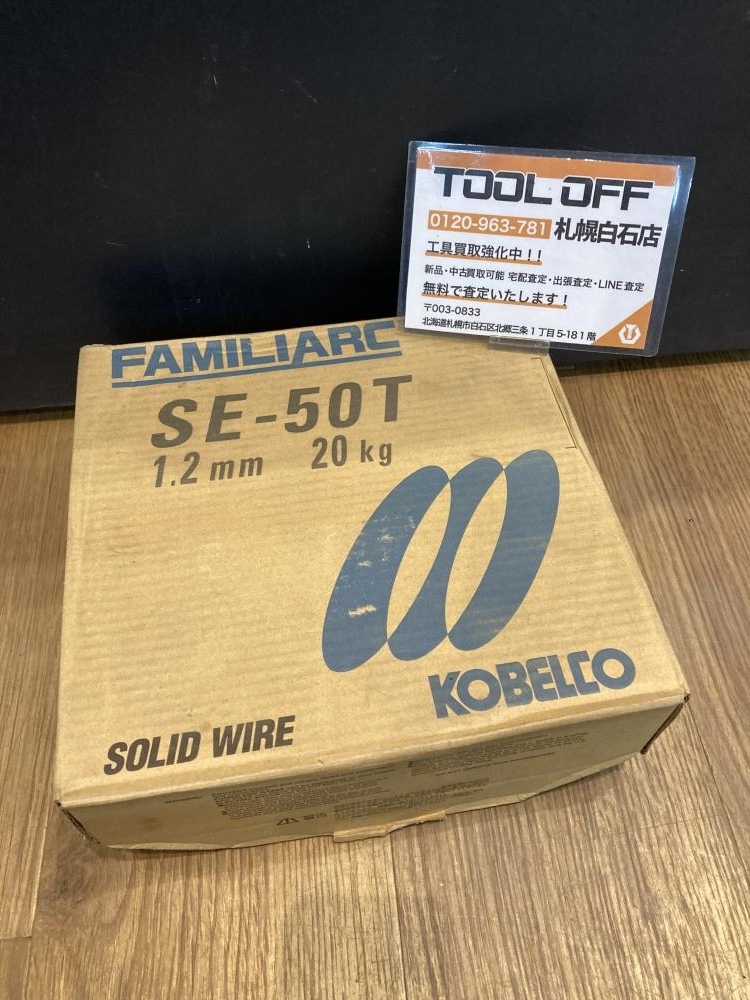 TOOL OFF
0120-963-781 札幌白石店
工具買取強化中！！
新品・中古買取可能 宅配査定・出張査定・LINE査定
無料で査定いたします！
〒003-0833
北海道札幌市白石区北郷三条1丁目5-18 1階
FAMILIARC
SE-50T
1.2mm 20kg
KOBELCO
SOLID WIRE